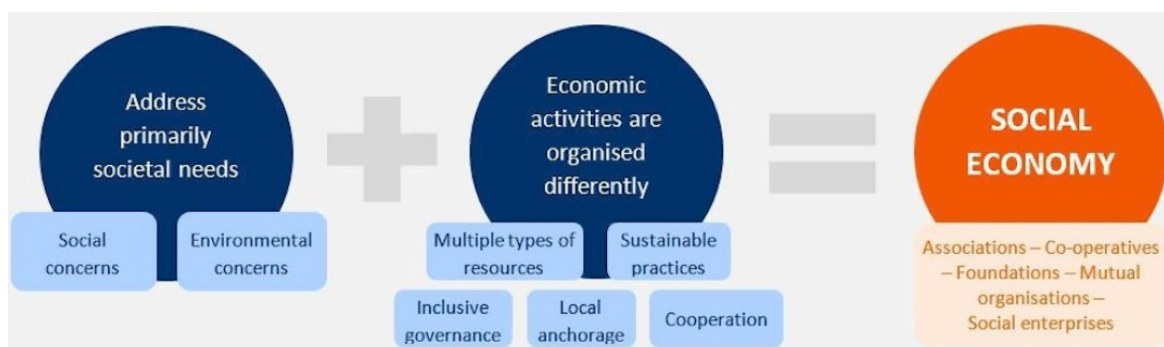 Address
primarily
societal needs
Social
concerns
Environmental
concerns
Economic
activities are
organised
differently
Multiple types of
resources
Sustainable
practices
Inclusive
governance
Local
anchorage
Cooperation
SOCIAL
ECONOMY
Associations – Co-operatives
– Foundations – Mutual
organisations –
Social enterprises